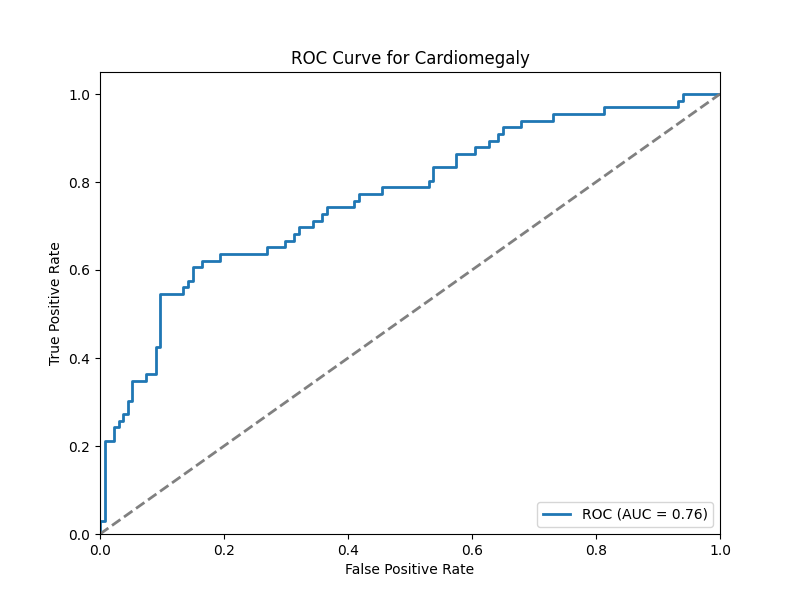 ROC Curve for Cardiomegaly
True Positive Rate
1.0
0.8
0.6
0.4
0.2
0.0
ROC (AUC = 0.76)
0.0 0.2 0.4 0.6 0.8 1.0
False Positive Rate